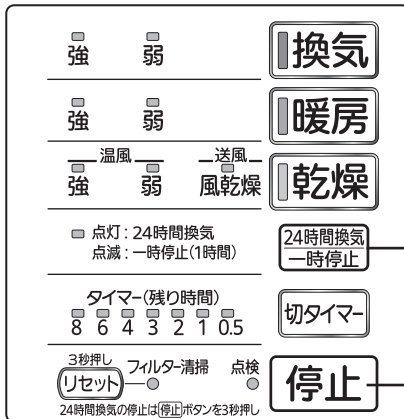 強 弱 換気
強 弱 暖房
温風 送風
強 弱 風乾燥 乾燥
点灯：24時間換気
点滅：一時停止(1時間)
24時間換気
一時停止
タイマー(残り時間)
8 6 4 3 2 1 0.5
切タイマー
3秒押し
リセット フィルター清掃 点検
停止
24時間換気の停止は停止ボタンを3秒押し